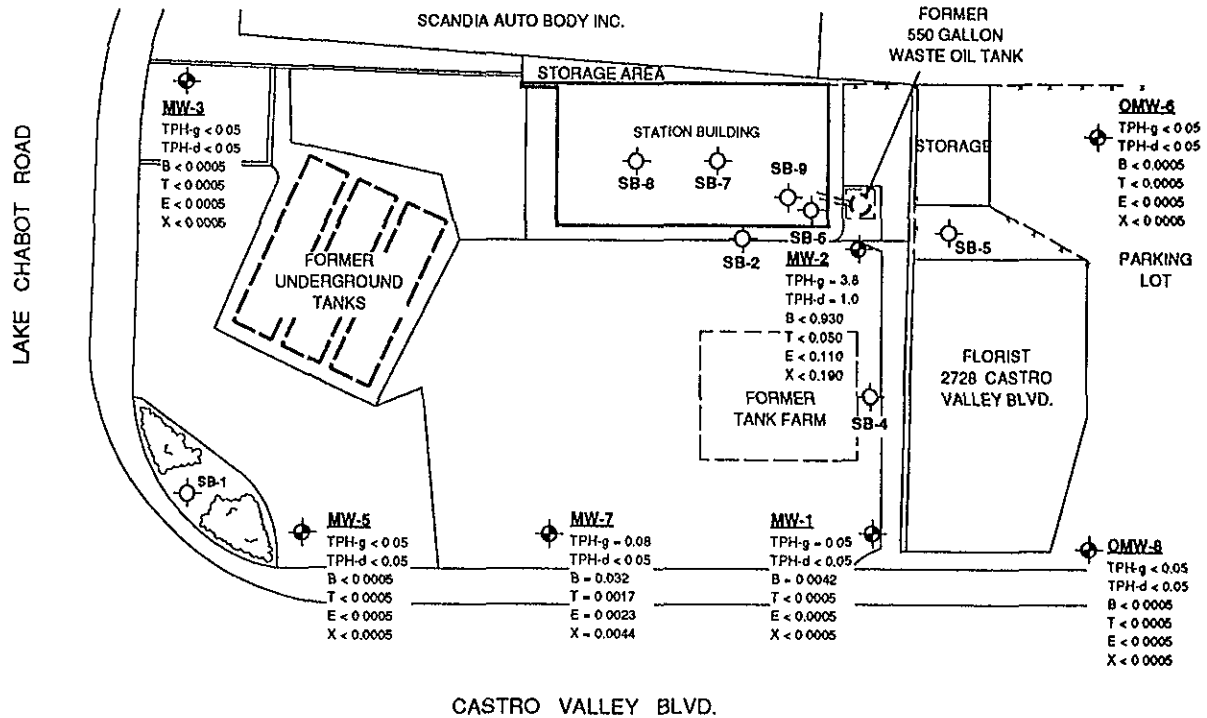 SCANDIA AUTO BODY INC.
FORMER
550 GALLON
WASTE OIL TANK
STORAGE AREA
LAKE CHABOT ROAD
MW-3
TPH-g < 0 05
TPH-d < 0.05
B < 0.0005
T < 0.0005
E < 0.0005
X < 0.0005
STATION BUILDING
SB-8
SB-7
SB-9
SB-6
SB-2
STORAGE
SB-5
OMW-6
TPH-g < 0 05
TPH-d < 0.05
B < 0.0005
T < 0.0005
E < 0.0005
X < 0.0005
PARKING
LOT
FORMER
UNDERGROUND
TANKS
MW-2
TPH-g = 3.8
TPH-d = 1.0
B < 0.930
T < 0.050
E < 0.110
X < 0.190
FORMER
TANK FARM
SB-4
FLORIST
2728 CASTRO
VALLEY BLVD.
SB-1
MW-5
TPH-g < 0 05
TPH-d < 0.05
B < 0 0005
T < 0 0005
E < 0 0005
X < 0.0005
MW-7
TPH-g = 0.08
TPH-d < 0 05
B = 0.032
T = 0.0017
E = 0.0023
X = 0.0044
MW-1
TPH-g = 0.05
TPH-d < 0.05
B = 0.0042
T < 0.0005
E < 0.0005
X < 0.0005
OMW-8
TPH-g < 0.05
TPH-d < 0.05
B < 0 0005
T < 0 0005
E < 0 0005
X < 0 0005
CASTRO VALLEY BLVD.